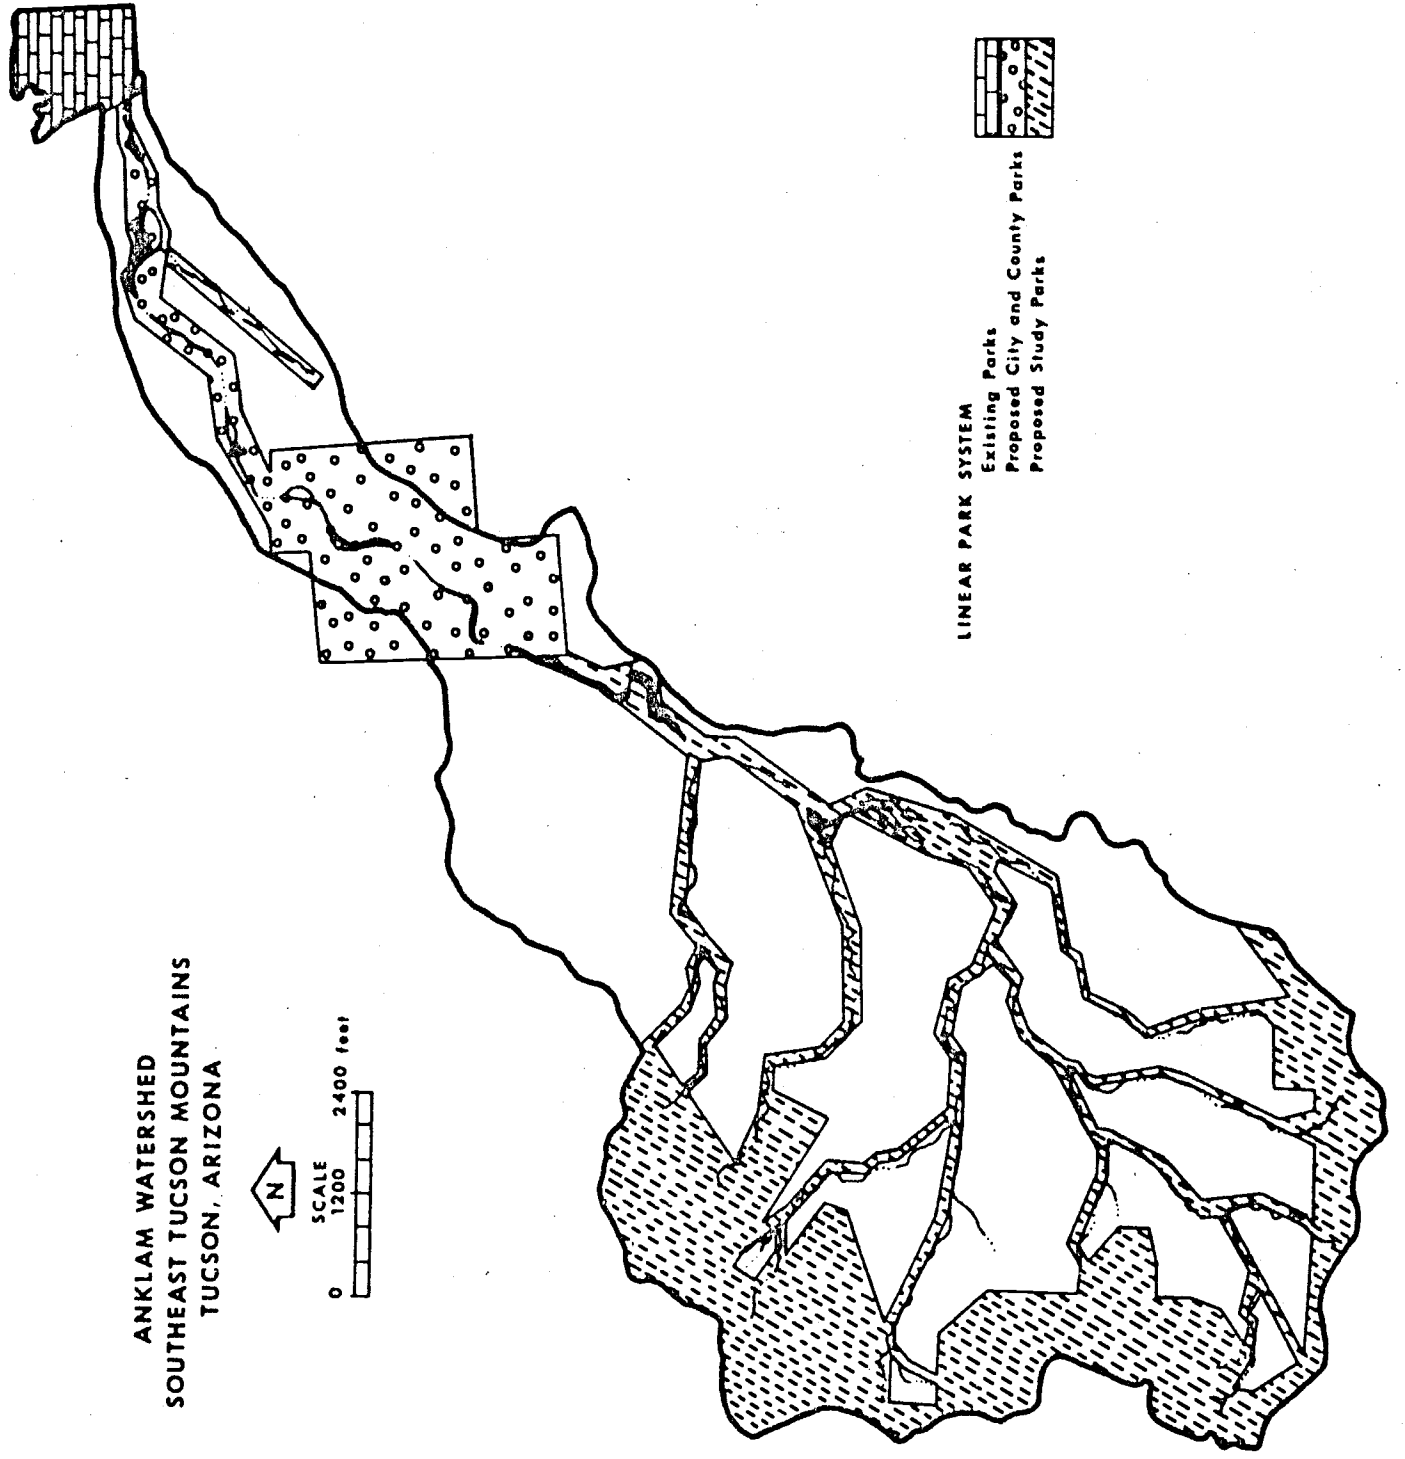 ANKLAM WATERSHED
SOUTHEAST TUCSON MOUNTAINS
TUCSON, ARIZONA
N
SCALE
0 1200 2400 feet
LINEAR PARK SYSTEM
Existing Parks
Proposed City and County Parks
Proposed Study Parks